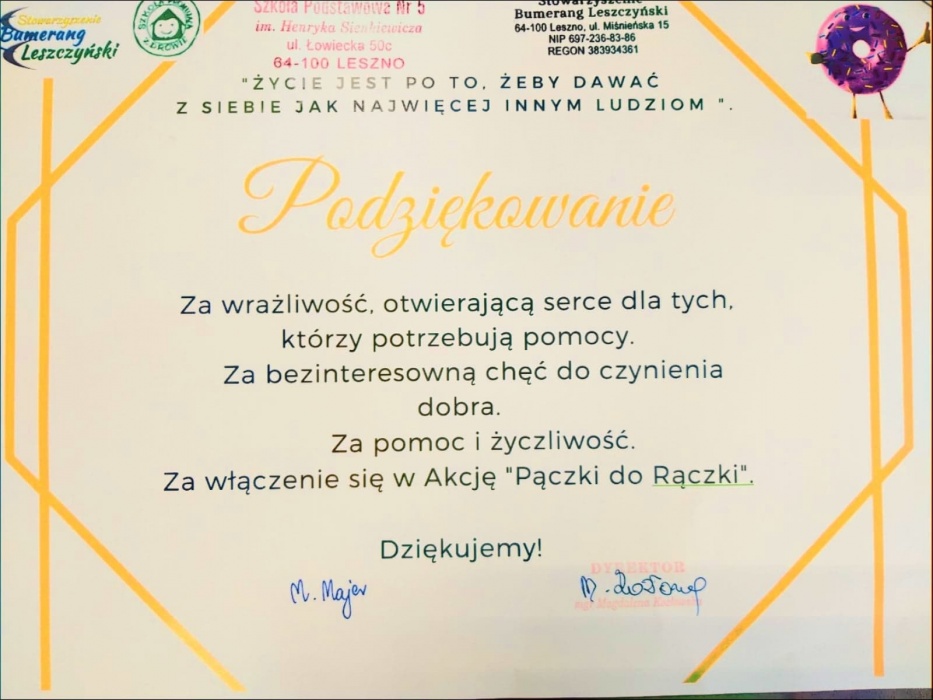 Stowarzyszenie
Bumerang
Leszczyński
Szkoła Podstawowa Nr 5
im. Henryka Sienkiewicza
ul. Łowiecka 50c
64-100 LESZNO
Stowarzyszenie
Bumerang Leszczyński
64-100 Leszno, ul. Miśnieńska 15
NIP 697-236-83-86
REGON 383934361
"ŻYCIE JEST PO TO, ŻEBY DAWAĆ
Z SIEBIE JAK NAJWIĘCEJ INNYM LUDZIOM ".
Podziękowanie
Za wrażliwość, otwierającą serce dla tych,
którzy potrzebują pomocy.
Za bezinteresowną chęć do czynienia
dobra.
Za pomoc i życzliwość.
Za włączenie się w Akcję "Pączki do Rączki".
Dziękujemy!
M. Majer
DYREKTOR
mgr Magdalena